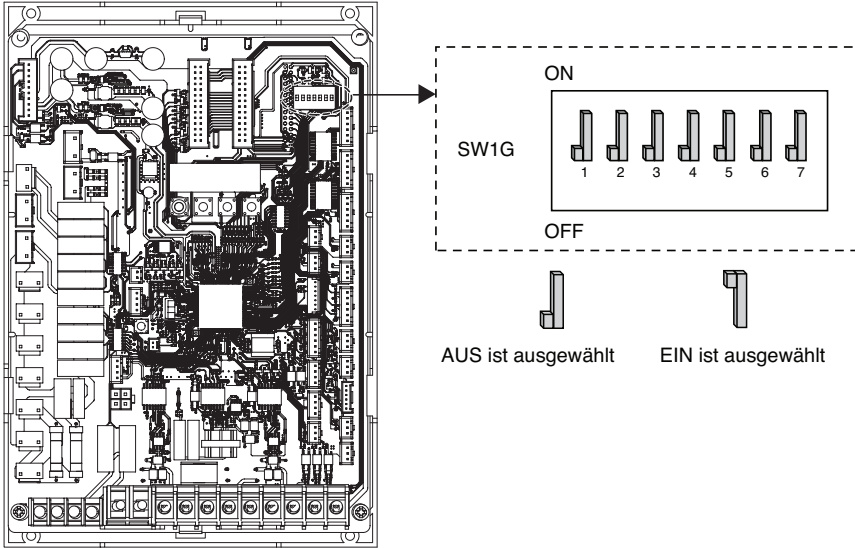 ON
SW1G
1 2 3 4 5 6 7
OFF
AUS ist ausgewählt EIN ist ausgewählt